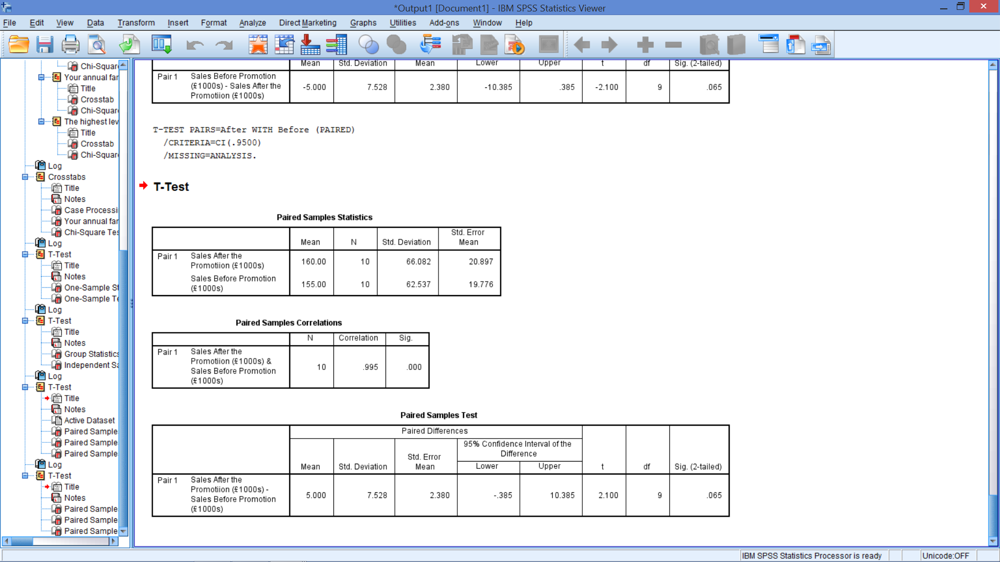 *Output1 [Document1] - IBM SPSS Statistics Viewer
File Edit View Data Transform Insert Format Analyze Direct Marketing Graphs Utilities Add-ons Window Help
Chi-Squar
Your annual far
Title
Crosstab
Chi-Squar
The highest lev
Title
Crosstab
Chi-Squar
Log
Crosstabs
Title
Notes
Case Processi
Your annual far
Chi-Square Tes
Log
T-Test
Title
Notes
One-Sample St
One-Sample Te
Log
T-Test
Title
Notes
Group Statistics
Independent Sa
Log
T-Test
Title
Notes
Active Dataset
Paired Sample
Paired Sample
Paired Sample
Log
T-Test
Title
Notes
Paired Sample
Paired Sample
Paired Sample
Mean Std. Deviation Mean Lower Upper t df Sig. (2-tailed)
Pair 1 Sales Before Promotion
(£1000s) - Sales After the
Promotiion (£1000s)
-5.000 7.528 2.380 -10.385 .385 -2.100 9 .065
T-TEST PAIRS=After WITH Before (PAIRED)
/CRITERIA=CI(.9500)
/MISSING=ANALYSIS.
T-Test
Paired Samples Statistics
Mean N Std. Deviation Std. Error
Mean
Pair 1 Sales After the
Promotiion (£1000s)
160.00 10 66.082 20.897
Sales Before Promotion
(£1000s)
155.00 10 62.537 19.776
Paired Samples Correlations
N Correlation Sig.
Pair 1 Sales After the
Promotiion (£1000s) &
Sales Before Promotion
(£1000s)
10 .995 .000
Paired Samples Test
Paired Differences
95% Confidence Interval of the
Difference
Mean Std. Deviation Std. Error
Mean Lower Upper t df Sig. (2-tailed)
Pair 1 Sales After the
Promotiion (£1000s) -
Sales Before Promotion
(£1000s)
5.000 7.528 2.380 -.385 10.385 2.100 9 .065
IBM SPSS Statistics Processor is ready Unicode:OFF